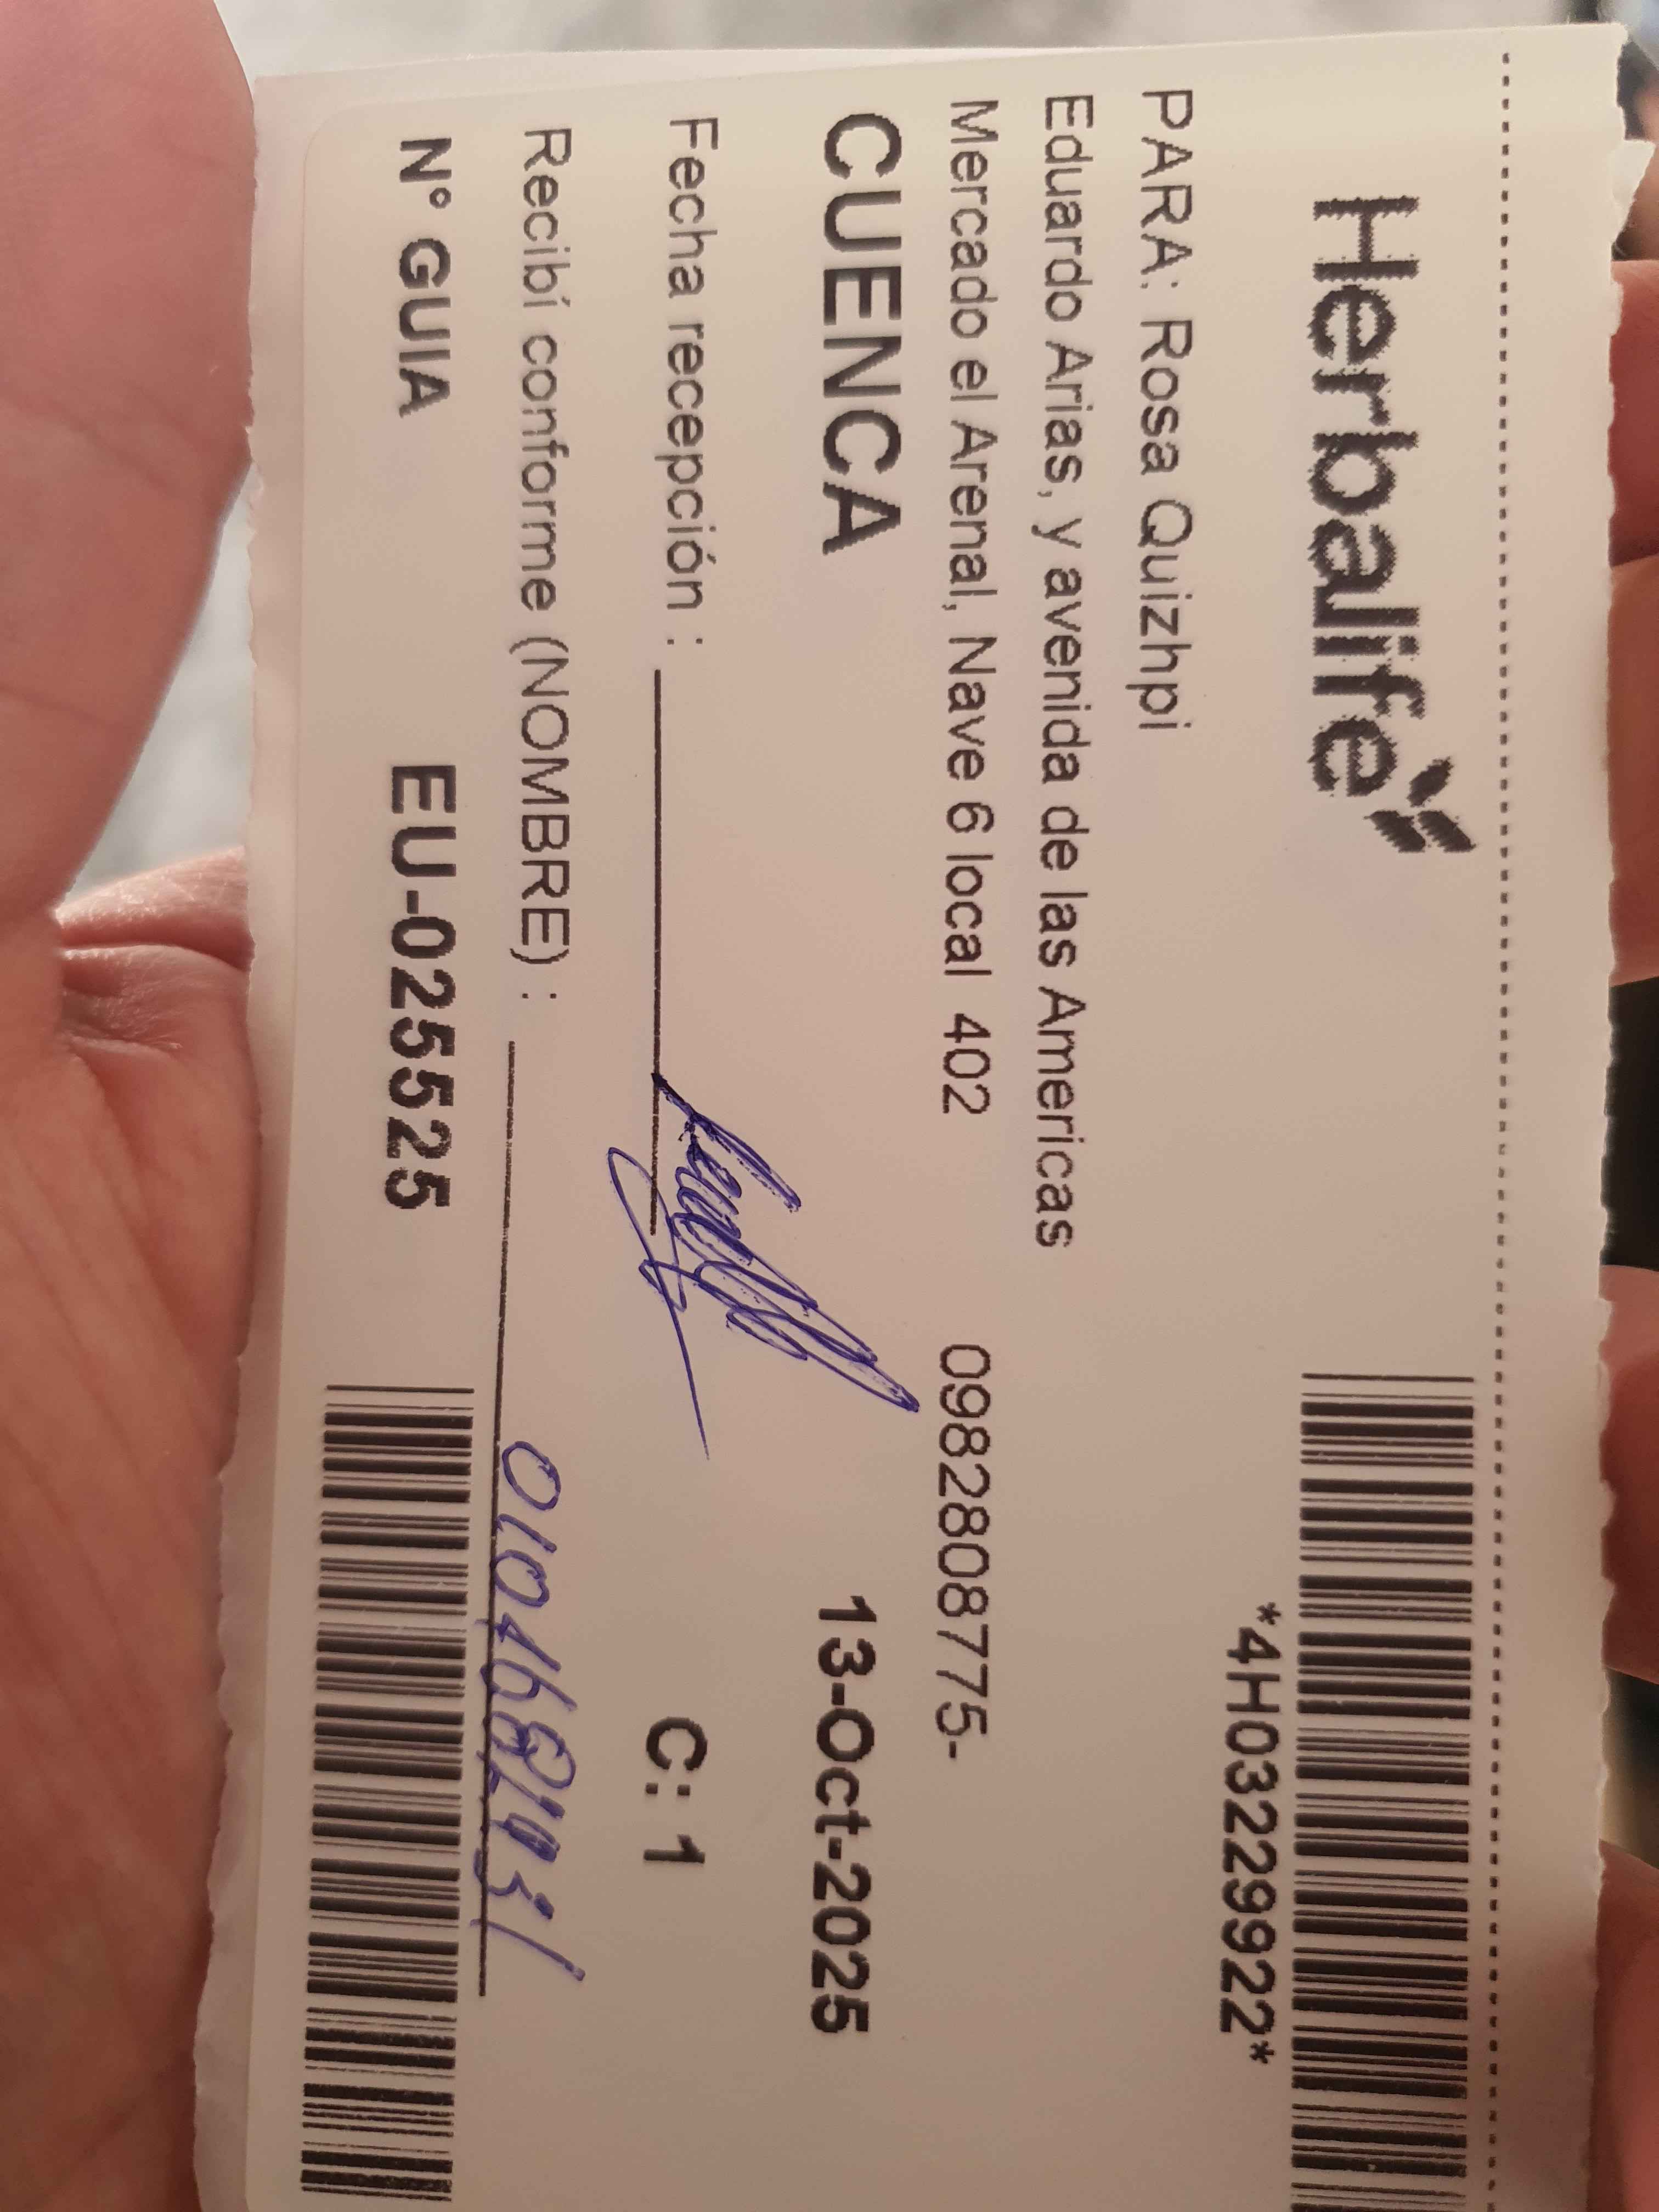 Herbalife
*4H03229922*
PARA: Rosa Quizhpi
Eduardo Arias, y avenida de las Americas
Mercado el Arenal, Nave 6 local 402 0982808775-
CUENCA 13-Oct-2025
Fecha recepción : C: 1
Recibí conforme (NOMBRE) :
N° GUIA EU-025525